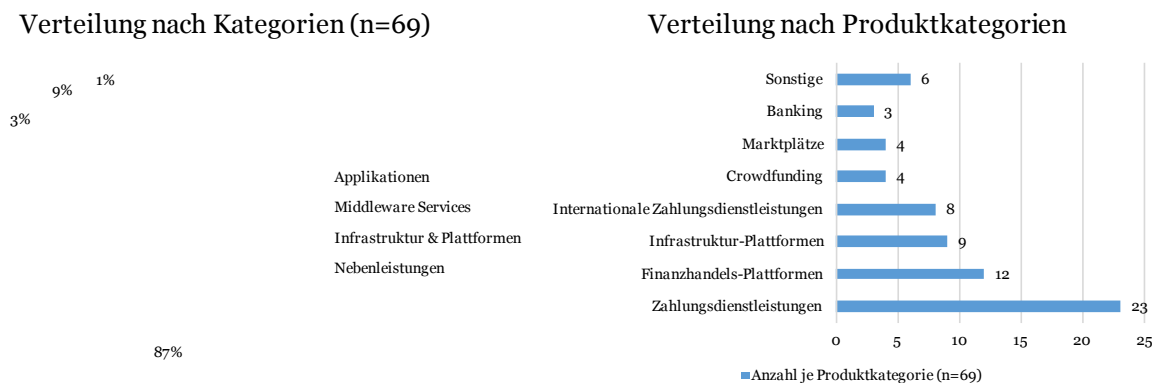 Verteilung nach Kategorien (n=69)
1%
9%
3%
Applikationen
Middleware Services
Infrastruktur & Plattformen
Nebenleistungen
87%
Verteilung nach Produktkategorien
Sonstige 6
Banking 3
Marktplätze 4
Crowdfunding 4
Internationale Zahlungsdienstleistungen 8
Infrastruktur-Plattformen 9
Finanzhandels-Plattformen 12
Zahlungsdienstleistungen 23
0 5 10 15 20 25
Anzahl je Produktkategorie (n=69)